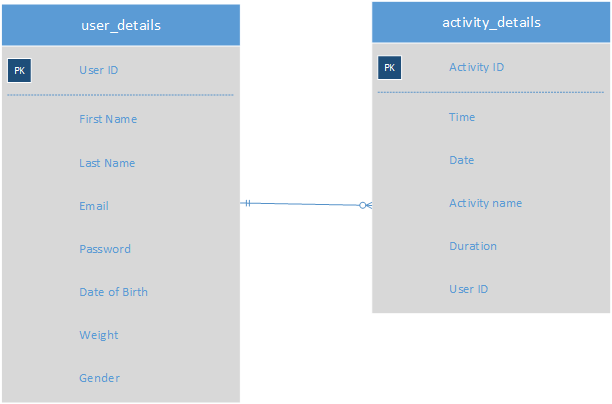 user_details
PK
User ID
First Name
Last Name
Email
Password
Date of Birth
Weight
Gender
activity_details
PK
Activity ID
Time
Date
Activity name
Duration
User ID